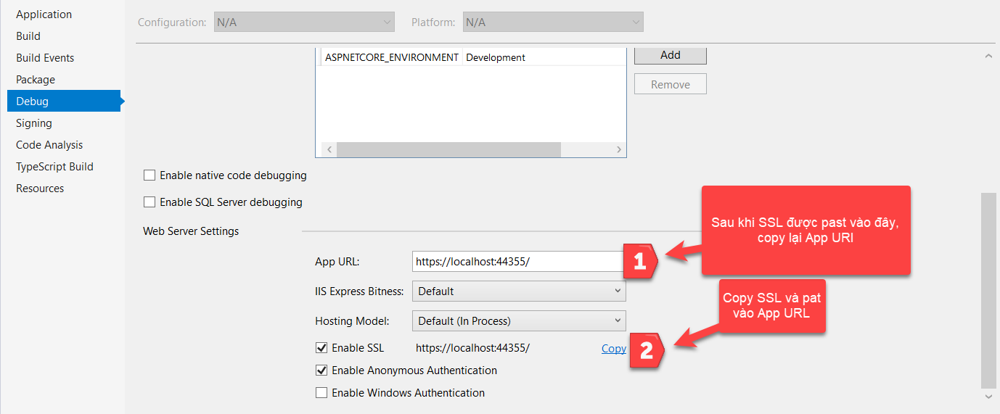 Application
Build
Build Events
Package
Debug
Signing
Code Analysis
TypeScript Build
Resources
Configuration: N/A Platform: N/A
ASPNETCORE_ENVIRONMENT Development
Add
Remove
Enable native code debugging
Enable SQL Server debugging
Web Server Settings
Sau khi SSL được past vào đây,
copy lại App URI
App URL: https://localhost:44355/
1
IIS Express Bitness: Default
Copy SSL và pat
vào App URL
Hosting Model: Default (In Process)
Enable SSL https://localhost:44355/ Copy
2
Enable Anonymous Authentication
Enable Windows Authentication